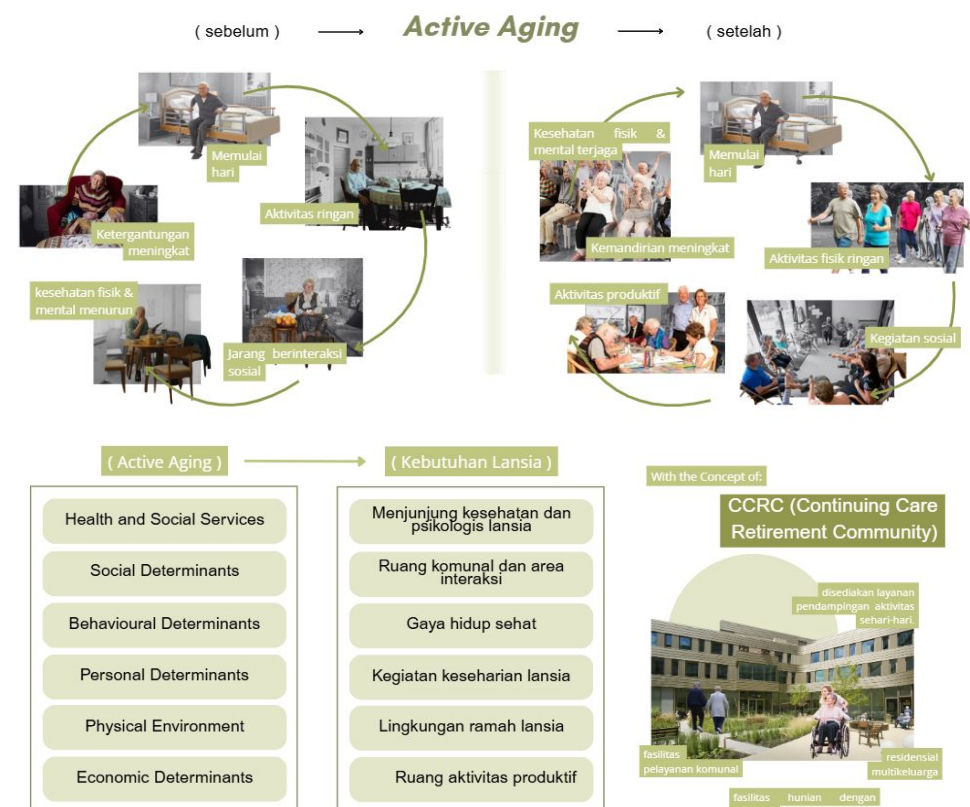 ( sebelum )
Active Aging
( setelah )
Memulai
hari
Aktivitas ringan
Jarang berinteraksi
sosial
kesehatan fisik &
mental menurun
Ketergantungan
meningkat
Memulai
hari
Aktivitas fisik ringan
Kegiatan sosial
Aktivitas produktif
Kesehatan fisik &
mental terjaga
Kemandirian meningkat
( Active Aging )
( Kebutuhan Lansia )
Health and Social Services
Menjunjung kesehatan dan
psikologis lansia
Social Determinants
Ruang komunal dan area
interaksi
Behavioural Determinants
Gaya hidup sehat
Personal Determinants
Kegiatan keseharian lansia
Physical Environment
Lingkungan ramah lansia
Economic Determinants
Ruang aktivitas produktif
With the Concept of:
CCRC (Continuing Care
Retirement Community)
disediakan layanan
pendampingan aktivitas
sehari-hari.
fasilitas
pelayanan komunal
residensial
multikeluarga
fasilitas hunian dengan